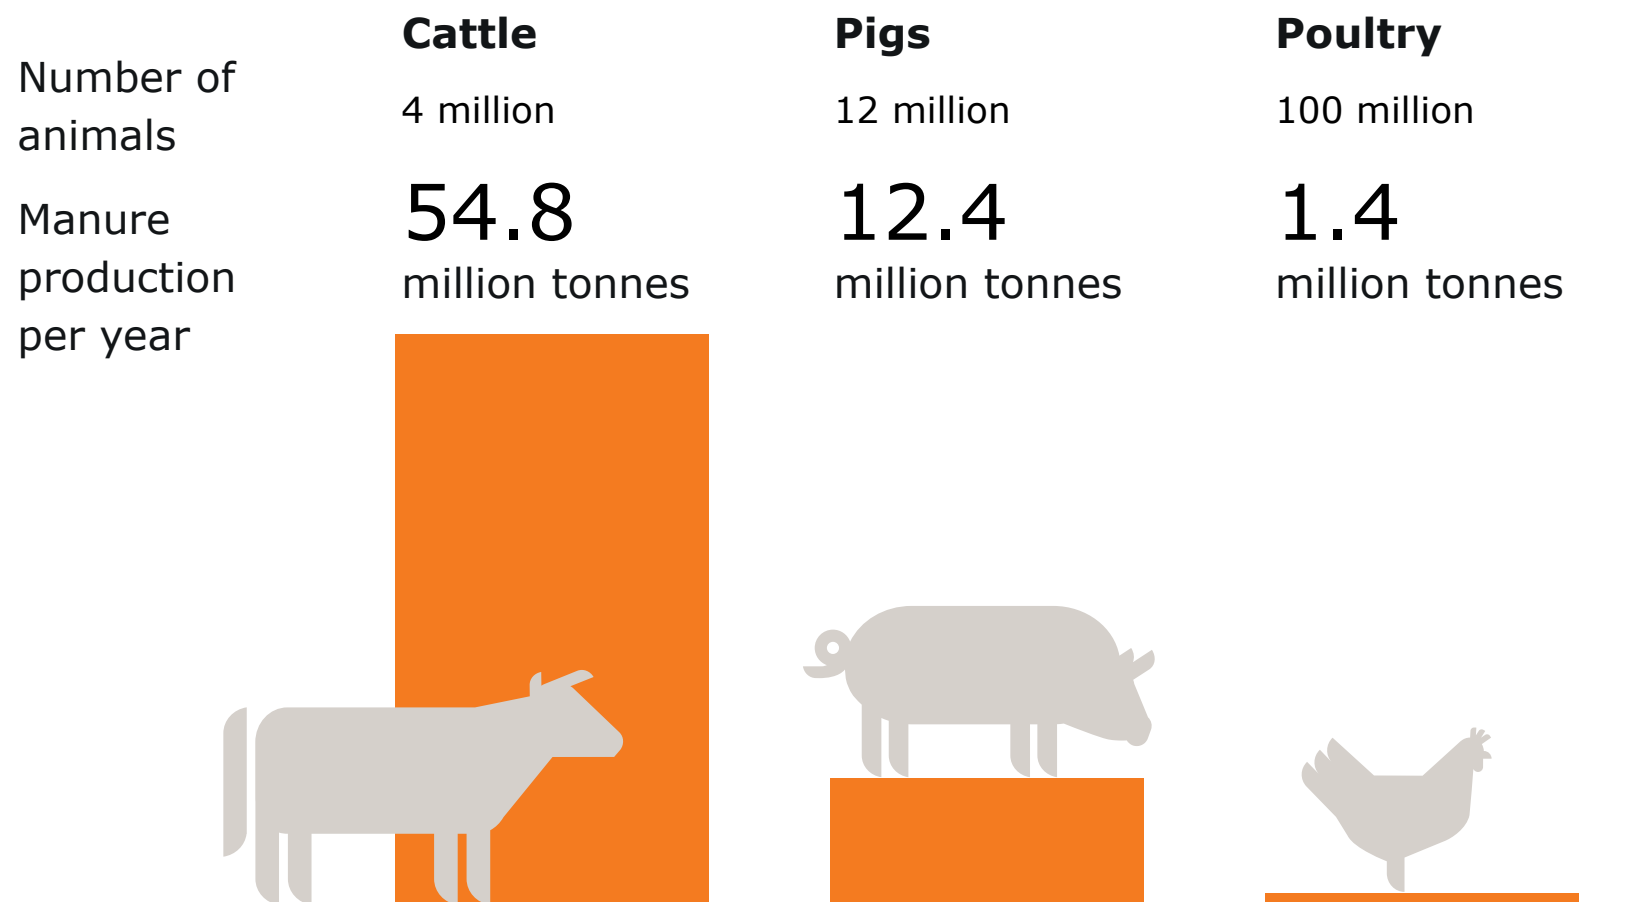 Cattle
Pigs
Poultry
Number of
animals
4 million
12 million
100 million
Manure
production
per year
54.8
million tonnes
12.4
million tonnes
1.4
million tonnes